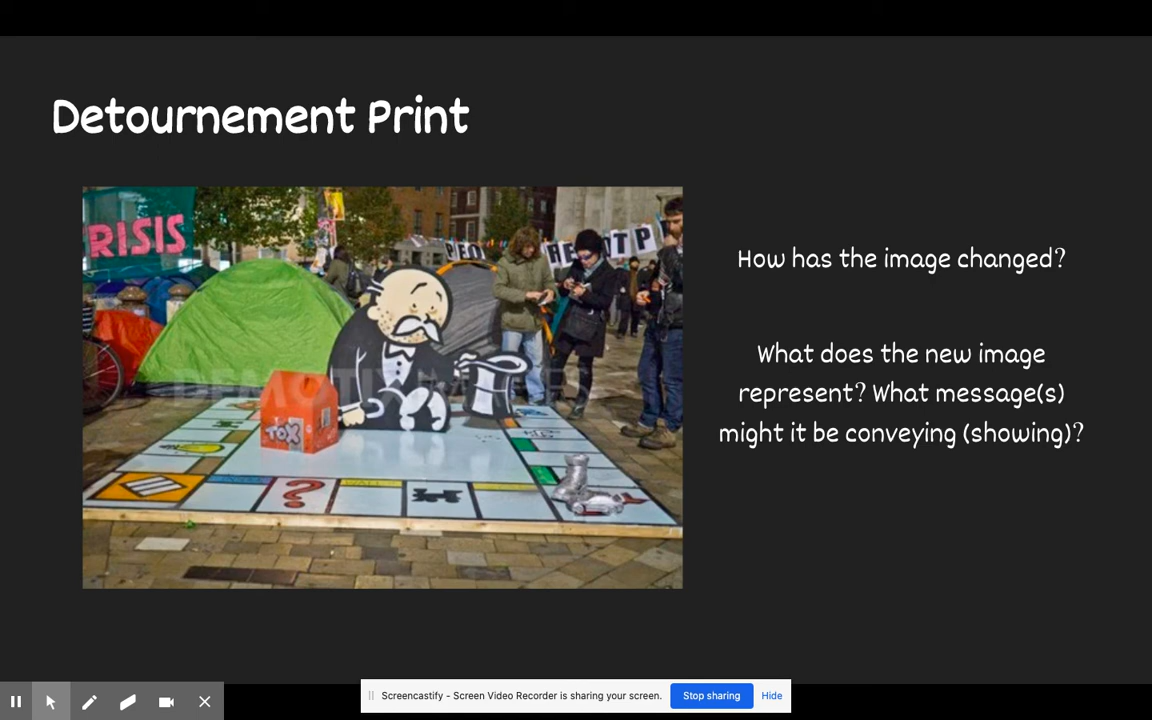 Detournement Print
RISIS
TOX
?
How has the image changed?
What does the new image
represent? What message(s)
might it be conveying (showing)?
Screencastify - Screen Video Recorder is sharing your screen.
Stop sharing
Hide